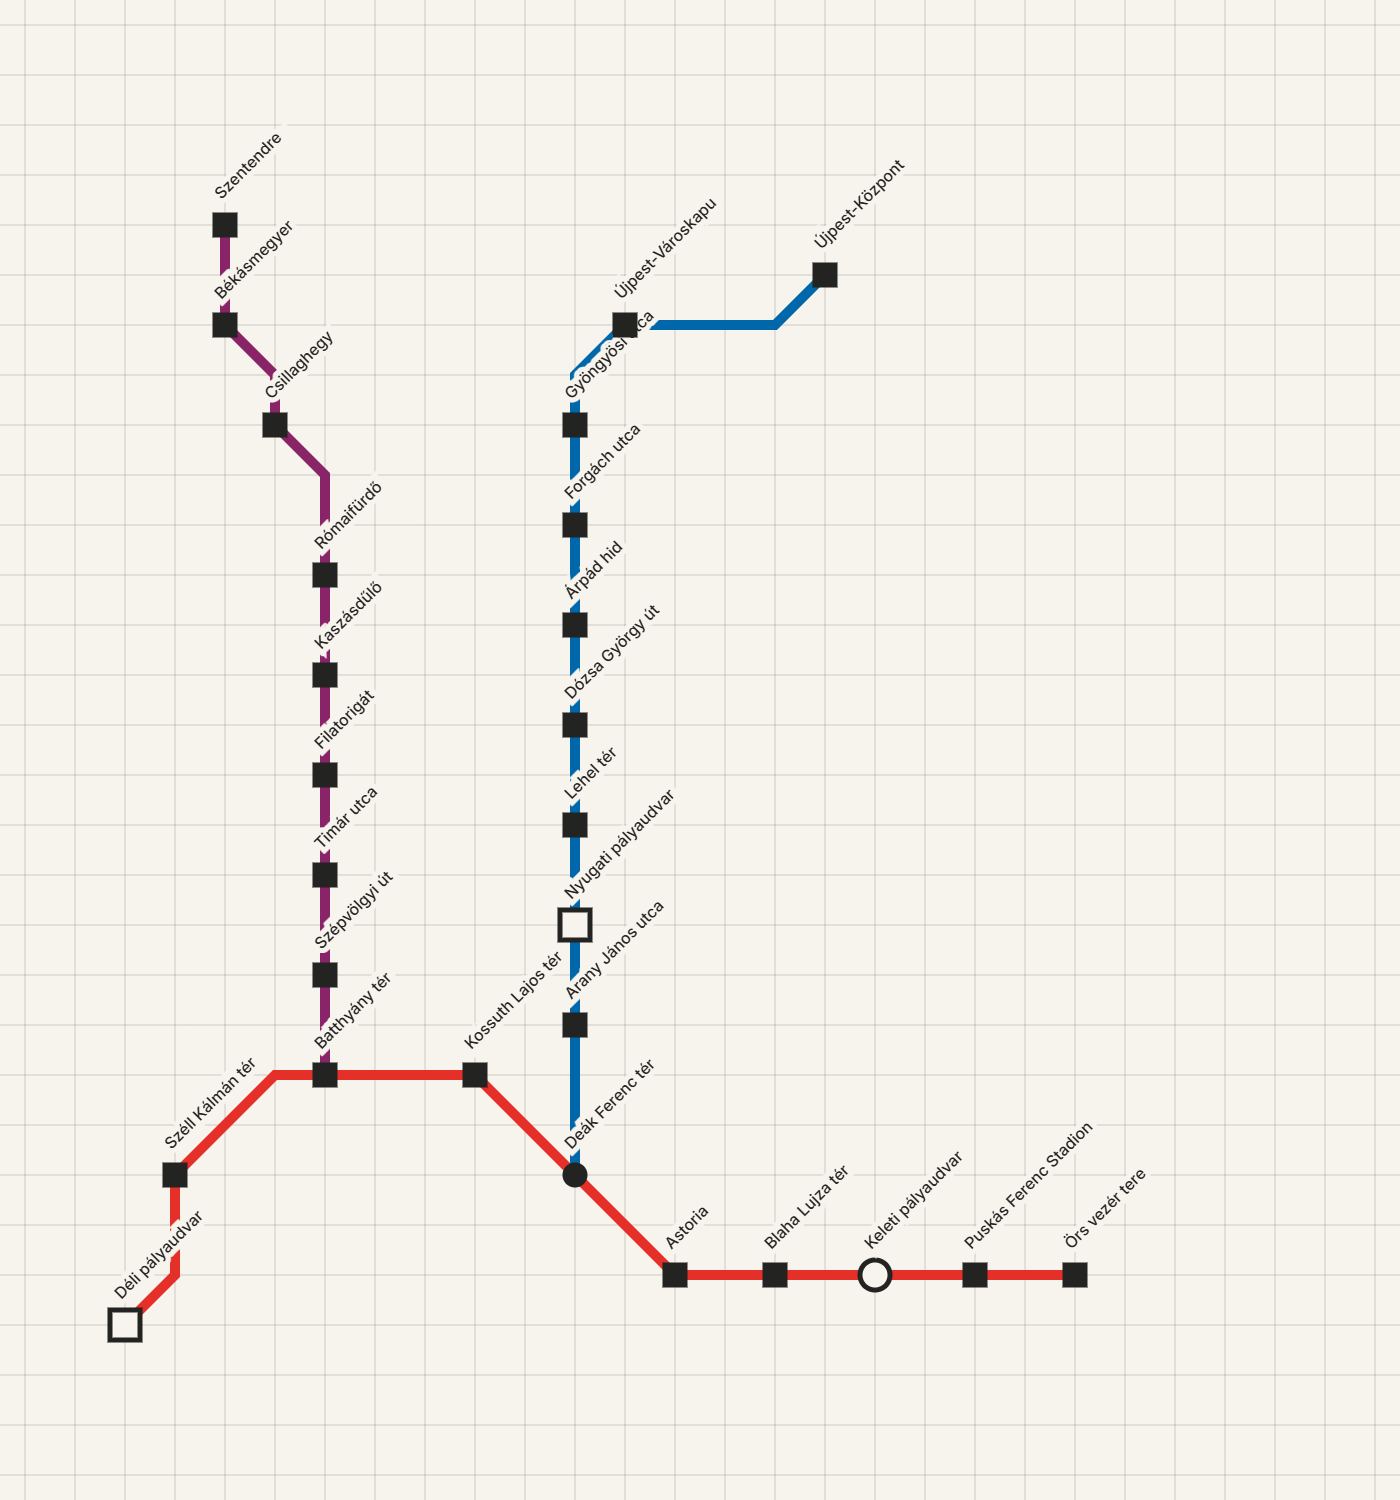 Szentendre
Békásmegyer
Csillaghegy
Rómaifürdő
Kaszásdűlő
Filatorigát
Timár utca
Szépvölgyi út
Batthyány tér
Újpest-Központ
Újpest-Városkapu
Gyöngyösi utca
Forgách utca
Árpád hid
Dózsa György út
Lehel tér
Nyugati pályaudvar
Arany János utca
Deák Ferenc tér
Kossuth Lajos tér
Széll Kálmán tér
Déli pályaudvar
Astoria
Blaha Lujza tér
Keleti pályaudvar
Puskás Ferenc Stadion
Örs vezér tere